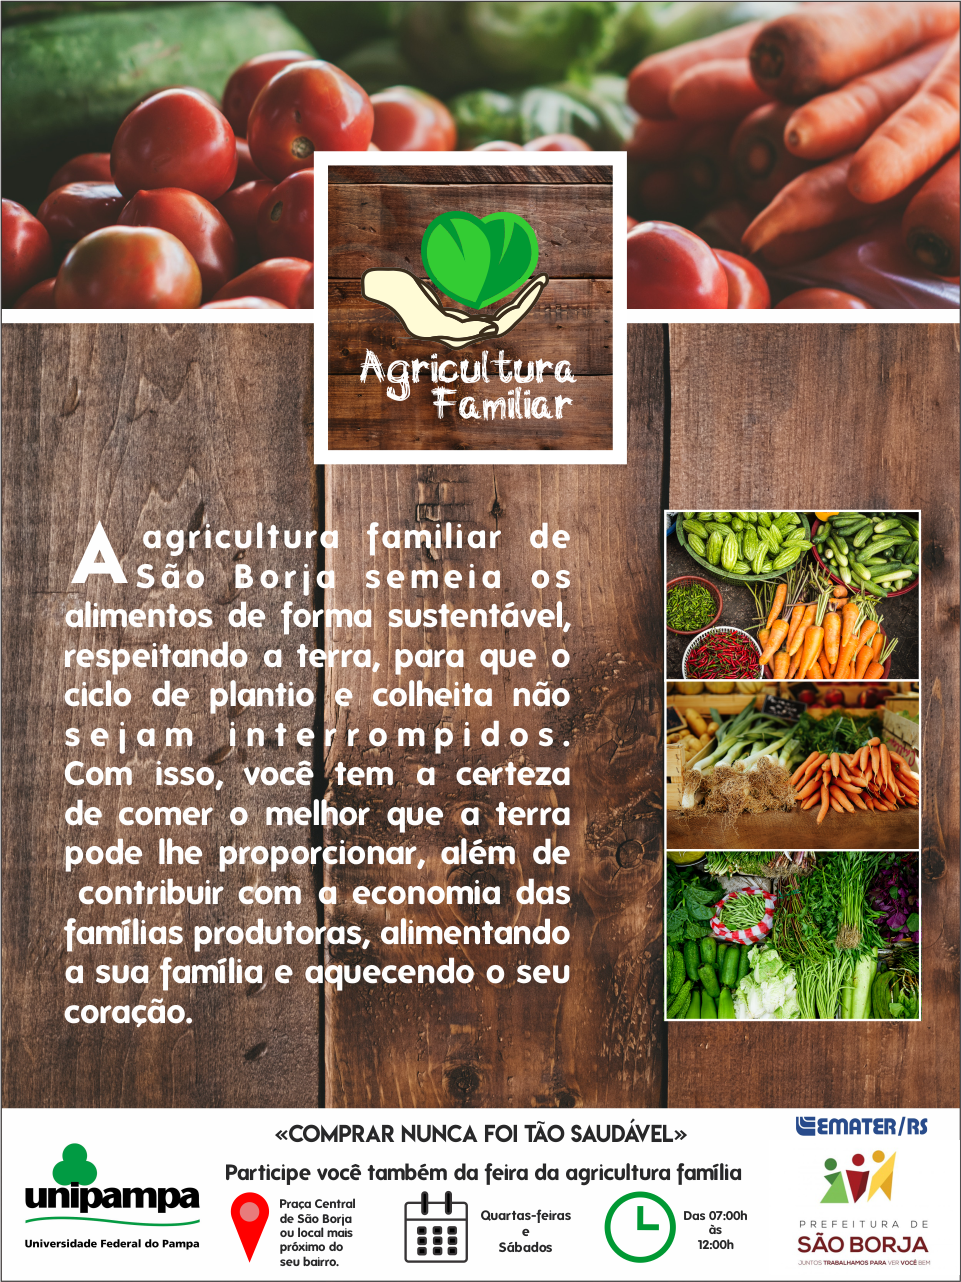 Agricultura
Familiar
A agricultura familiar de
São Borja semeia os
alimentos de forma sustentável,
respeitando a terra, para que o
ciclo de plantio e colheita não
sejam interrompidos.
Com isso, você tem a certeza
de comer o melhor que a terra
pode lhe proporcionar, além de
contribuir com a economia das
famílias produtoras, alimentando
a sua família e aquecendo o seu
coração.
«COMPRAR NUNCA FOI TÃO SAUDÁVEL»
Participe você também da feira da agricultura família
unipampa
Universidade Federal do Pampa
Praça Central
de São Borja
ou local mais
próximo do
seu bairro.
Quartas-feiras
e
Sábados
Das 07:00h
às
12:00h
EMATER/RS
PREFEITURA DE
SÃO BORJA
JUNTOS TRABALHAMOS PARA VER VOCÊ BEM